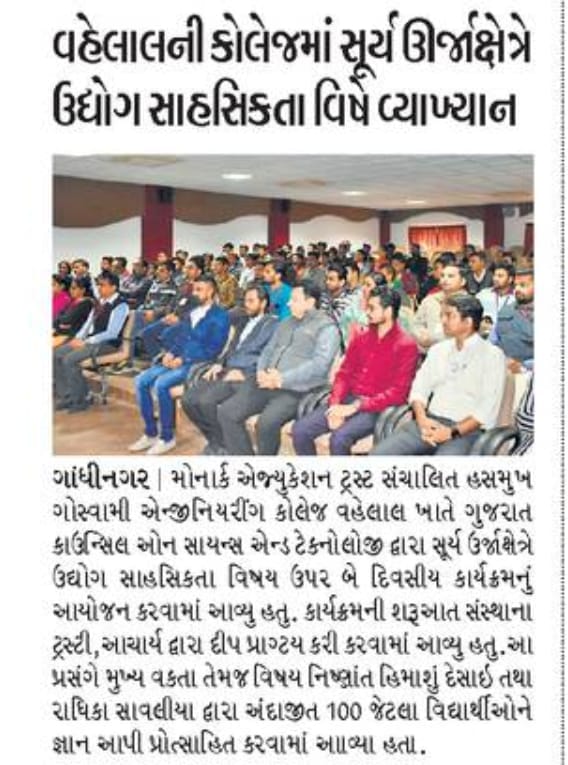 વહેલાલની કોલેજમાં સૂર્ય ઊર્જાક્ષેત્રે
ઉદ્યોગ સાહસિકતા વિષે વ્યાખ્યાન
ગાંધીનગર | મોનાર્ક એજ્યુકેશન ટ્રસ્ટ સંચાલિત હસમુખ
ગોસ્વામી એન્જીનિયરીંગ કોલેજ વહેલાલ ખાતે ગુજરાત
કાઉન્સિલ ઓન સાયન્સ એન્ડ ટેકનોલોજી દ્વારા સૂર્ય ઉર્જાક્ષેત્રે
ઉદ્યોગ સાહસિકતા વિષય ઉપર બે દિવસીય કાર્યક્રમનું
આયોજન કરવામાં આવ્યુ હતુ. કાર્યક્રમની શરૂઆત સંસ્થાના
ટ્રસ્ટી,આચાર્ય દ્વારા દીપ પ્રાગ્ટય કરી કરવામાં આવ્યુ હતુ.આ
પ્રસંગે મુખ્ય વકતા તેમજ વિષય નિષ્ણાંત હિમાશું દેસાઇ તથા
રાધિકા સાવલીયા દ્વારા અંદાજીત 100 જેટલા વિદ્યાર્થીઓને
જ્ઞાન આપી પ્રોત્સાહિત કરવામાં આાવ્યા હતા.